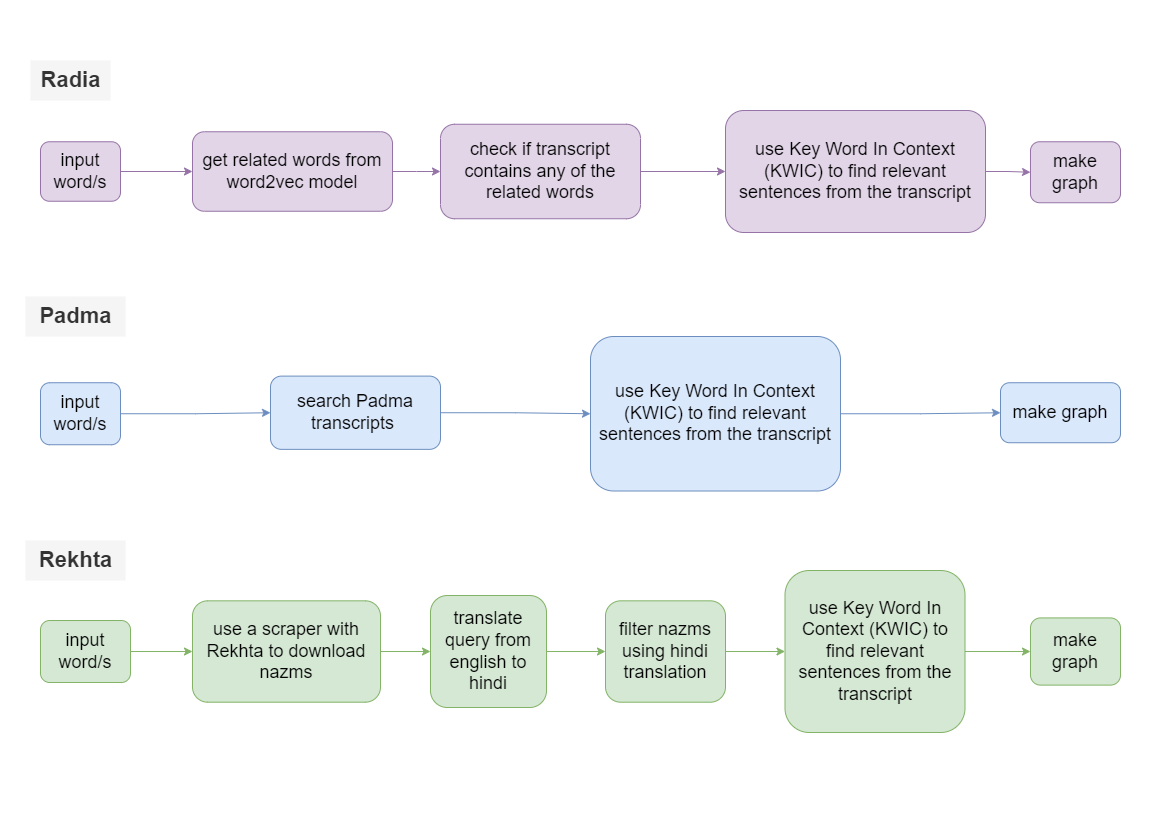 Radia
input
word/s
get related words from
word2vec model
check if transcript
contains any of the
related words
use Key Word In Context
(KWIC) to find relevant
sentences from the transcript
make
graph
Padma
input
word/s
search Padma
transcripts
use Key Word In Context
(KWIC) to find relevant
sentences from the transcript
make graph
Rekhta
input
word/s
use a scraper with
Rekhta to download
nazms
translate
query from
english to
hindi
filter nazms
using hindi
translation
use Key Word In
Context (KWIC) to
find relevant
sentences from the
transcript
make
graph